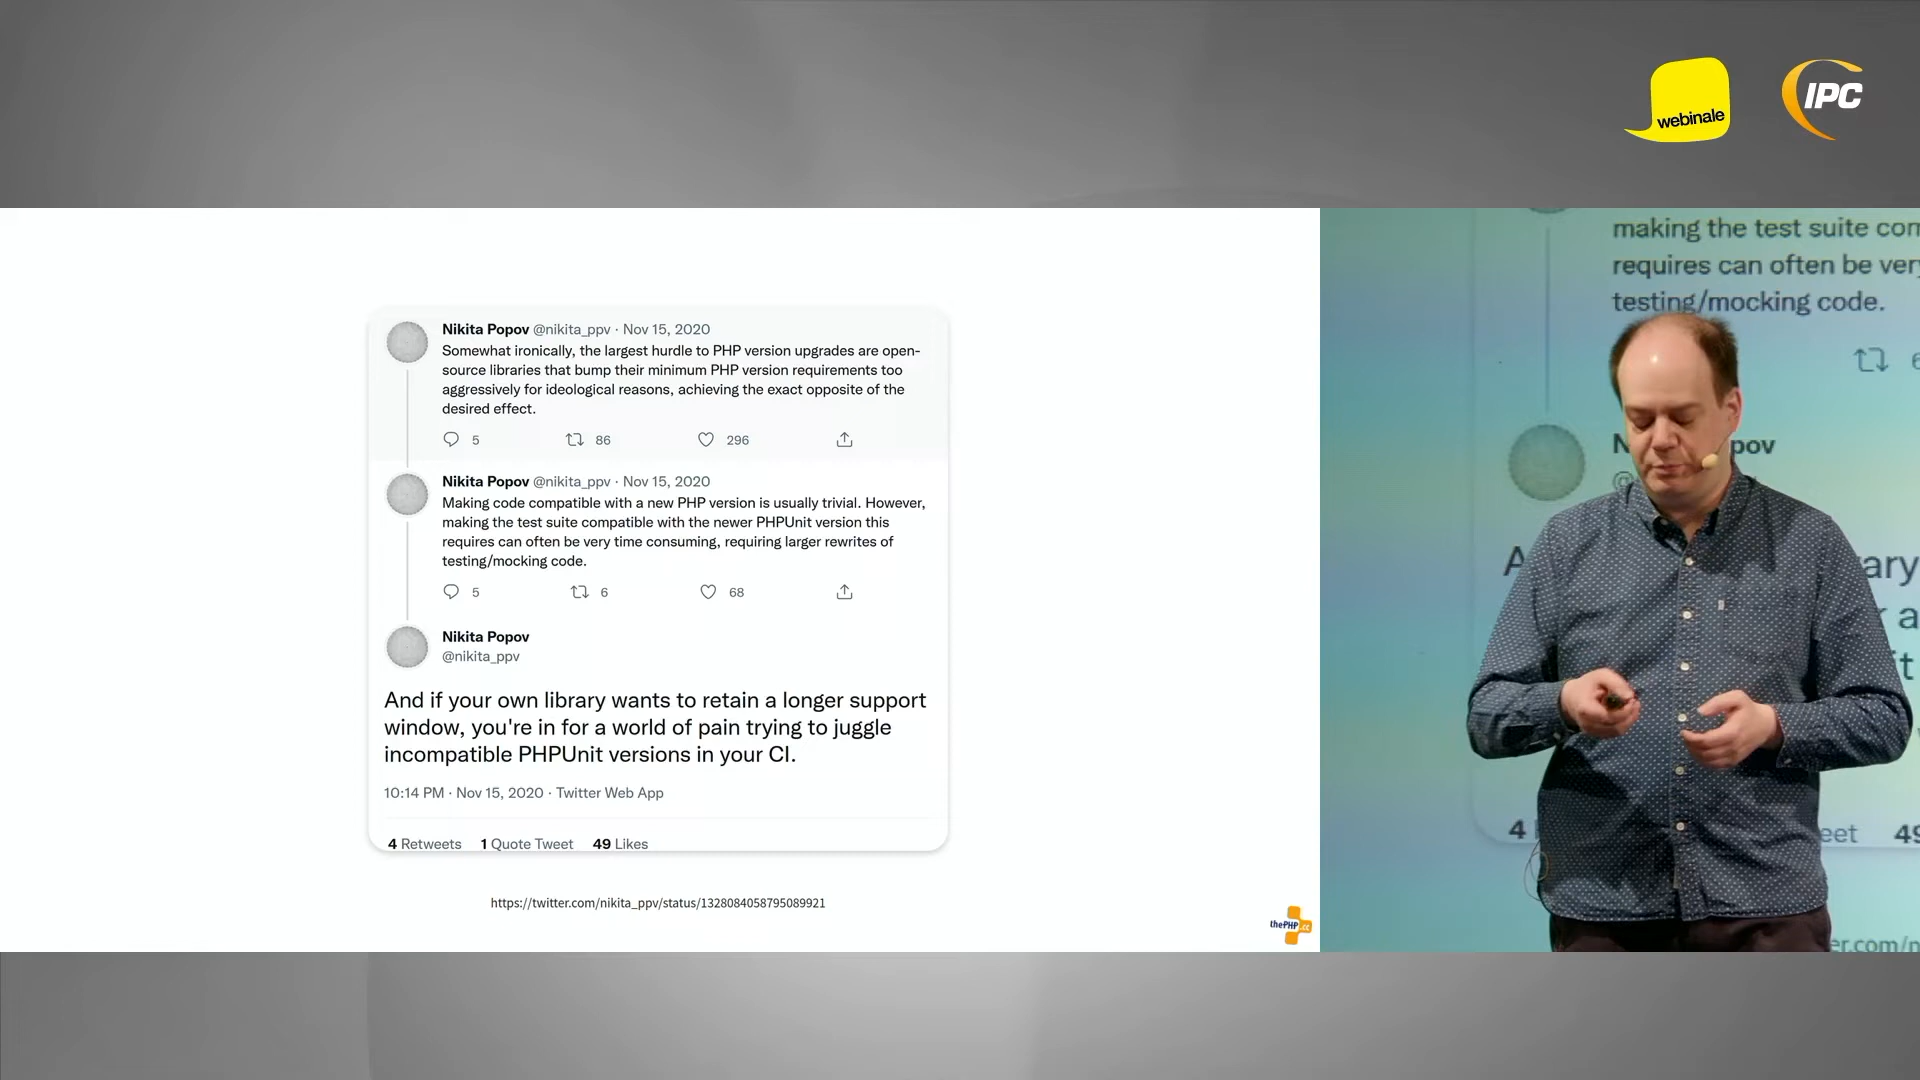 webinale
IPC
Nikita Popov @nikita_ppv · Nov 15, 2020
Somewhat ironically, the largest hurdle to PHP version upgrades are open-
source libraries that bump their minimum PHP version requirements too
aggressively for ideological reasons, achieving the exact opposite of the
desired effect.
5 86 296
Nikita Popov @nikita_ppv · Nov 15, 2020
Making code compatible with a new PHP version is usually trivial. However,
making the test suite compatible with the newer PHPUnit version this
requires can often be very time consuming, requiring larger rewrites of
testing/mocking code.
5 6 68
Nikita Popov
@nikita_ppv
And if your own library wants to retain a longer support
window, you're in for a world of pain trying to juggle
incompatible PHPUnit versions in your CI.
10:14 PM · Nov 15, 2020 · Twitter Web App
4 Retweets 1 Quote Tweet 49 Likes
https://twitter.com/nikita_ppv/status/1328084058795089921
thePHP.cc
making the test suite com
requires can often be very
testing/mocking code.
pov
@
A ary
a
it
4 eet 49
er.com/n